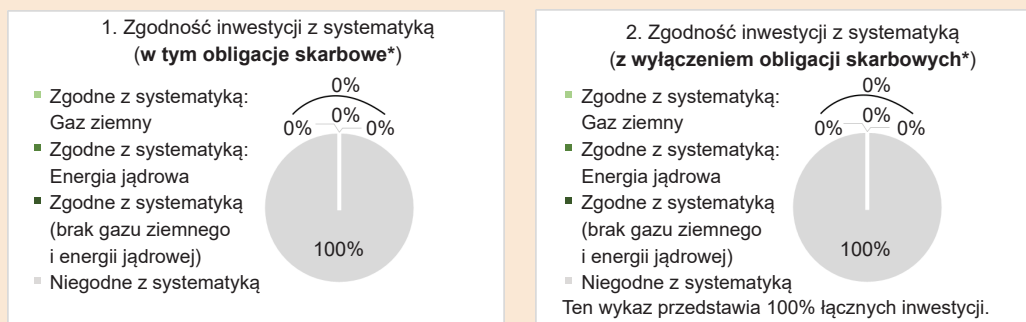 1. Zgodność inwestycji z systematyką
(w tym obligacje skarbowe*)
Zgodne z systematyką:
Gaz ziemny
Zgodne z systematyką:
Energia jądrowa
Zgodne z systematyką
(brak gazu ziemnego
i energii jądrowej)
Niegodne z systematyką
0%
0%
0%
0%
100%
2. Zgodność inwestycji z systematyką
(z wyłączeniem obligacji skarbowych*)
Zgodne z systematyką:
Gaz ziemny
Zgodne z systematyką:
Energia jądrowa
Zgodne z systematyką
(brak gazu ziemnego
i energii jądrowej)
Niegodne z systematyką
0%
0%
0%
0%
100%
Ten wykaz przedstawia 100% łącznych inwestycji.